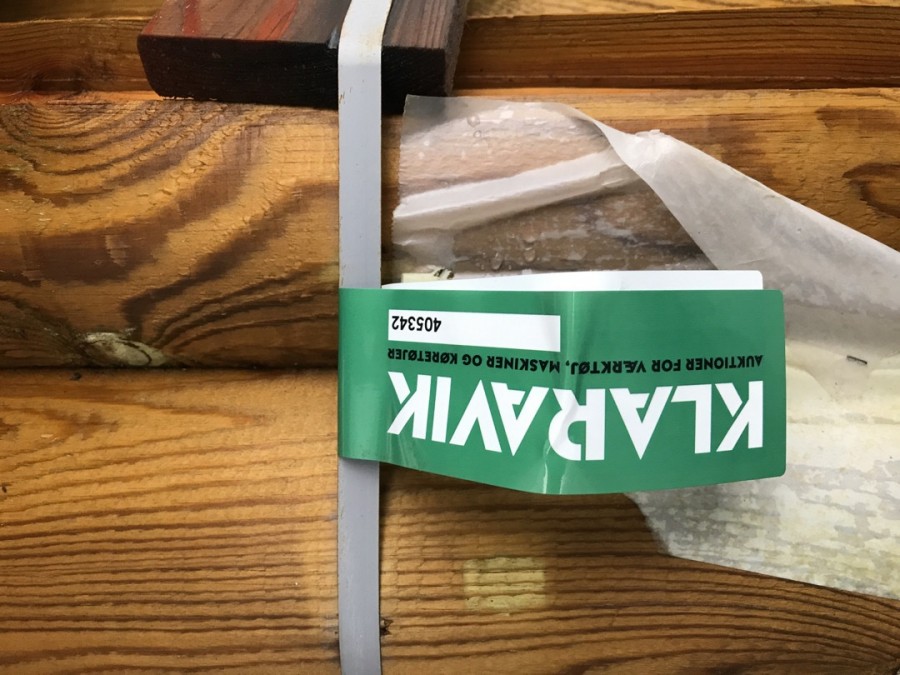 KLARAVIK
AUKTIONER FOR VÆRKTØJ, MASKINER OG KØRETØJER
405342